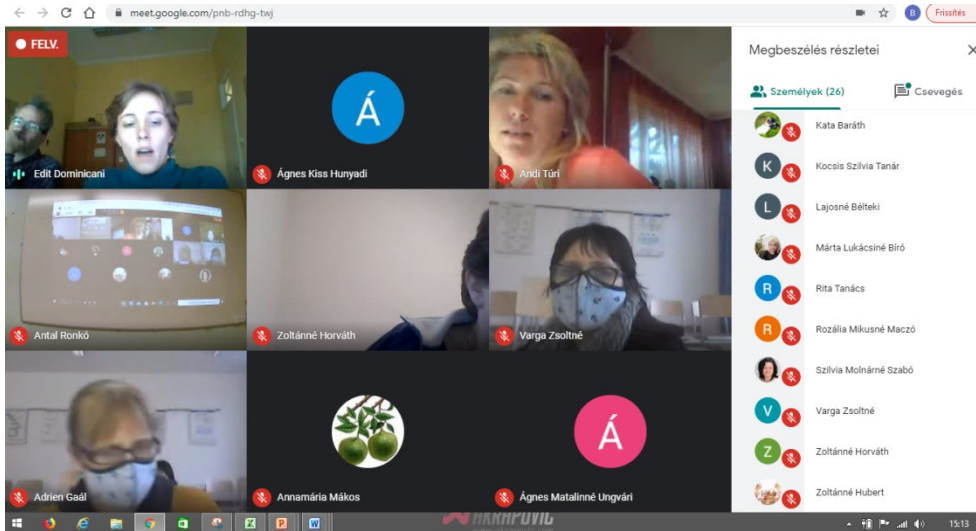 meet.google.com/pnb-rdhg-twj
B
Frissítés
FELV.
Á
Edit Dominicani
Ágnes Kiss Hunyadi
Andi Túri
Antal Ronkó
Zoltánné Horváth
Varga Zsoltné
Adrien Gaál
Annamária Mákos
Á
Ágnes Matalinné Ungvári
Megbeszélés részletei
Személyek (26)
Csevegés
Kata Baráth
K
Kocsis Szilvia Tanár
L
Lajosné Bélteki
Márta Lukácsiné Bíró
R
Rita Tanács
R
Rozália Mikusné Maczó
Szilvia Molnárné Szabó
V
Varga Zsoltné
Z
Zoltánné Horváth
Zoltánné Hubert
AKRAPOVIC
15:13